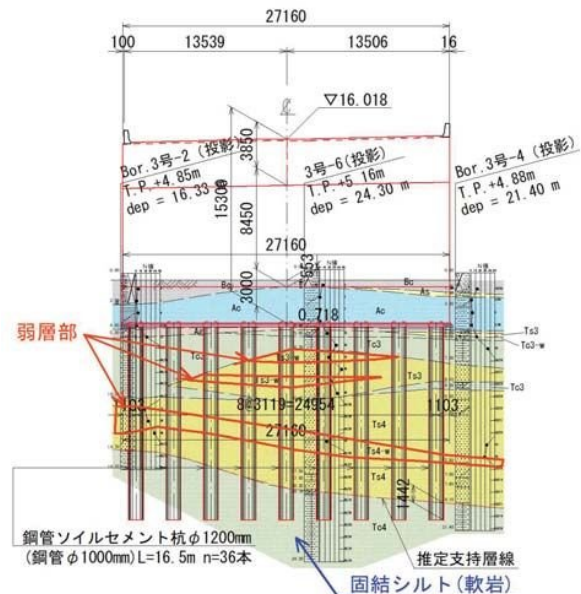 27160
100 13539 13506 16
▽16.018
3850
Bor.3号-2 (投影)
T.P.+4.85m
dep = 16.33
3号-6(投影)
T.P.+5.16m
dep = 24.30 m
Bor.3号-4 (投影)
T.P.+4.88m
dep = 21.40 m
15300
8450
27160
3000
653
Bc
As
Ac
Ac
0.718
弱層部
Ts3
Tc3-w
Tc3
Tc3
Ts3-w
Ts3-w
Ts3
Tc3
8@3119=24954
1103
27160
Ts4
Ts4-w
Ts4
1442
Tc4
鋼管ソイルセメント杭φ1200mm
(鋼管φ1000mm)L=16.5m n=36本
推定支持層線
固結シルト(軟岩)